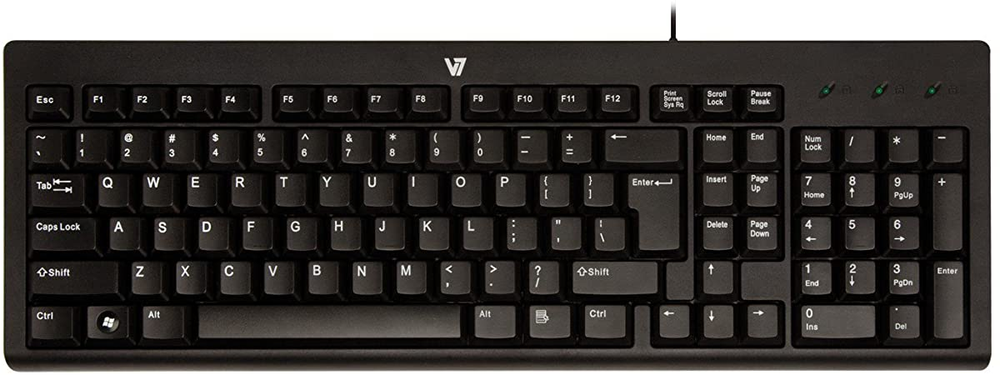 V7
Esc F1 F2 F3 F4 F5 F6 F7 F8 F9 F10 F11 F12 Print Screen Sys Rq Scroll Lock Pause Break
~ ! @ # $ % ^ & * ( ) — + ← Home End Num Lock / * −
` 1 2 3 4 5 6 7 8 9 0 - =
Tab Q W E R T Y U I O P { } Enter Insert Page Up 7 8 9 +
[ ] Home ↑ PgUp
Caps Lock A S D F G H J K L : " ¦ Delete Page Down 4 5 6
; ' \ ← →
Shift Z X C V B N M < > ? Shift ↑ 1 2 3 Enter
, . / End ↓ PgDn
Ctrl Alt Alt Ctrl ← ↓ → 0 .
Ins Del